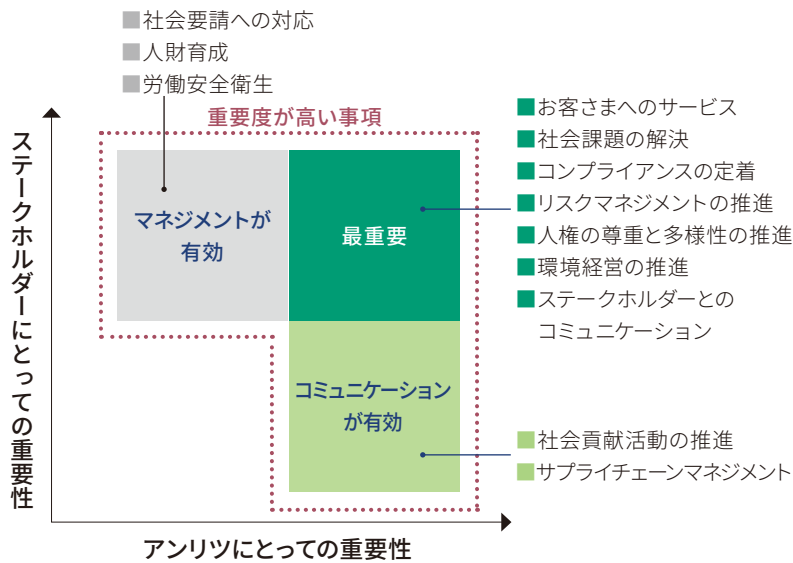 ■社会要請への対応
■人財育成
■労働安全衛生
重要度が高い事項
ステークホルダーにとっての重要性
マネジメントが
有効
最重要
コミュニケーション
が有効
■お客さまへのサービス
■社会課題の解決
■コンプライアンスの定着
■リスクマネジメントの推進
■人権の尊重と多様性の推進
■環境経営の推進
■ステークホルダーとの
コミュニケーション
■社会貢献活動の推進
■サプライチェーンマネジメント
アンリツにとっての重要性